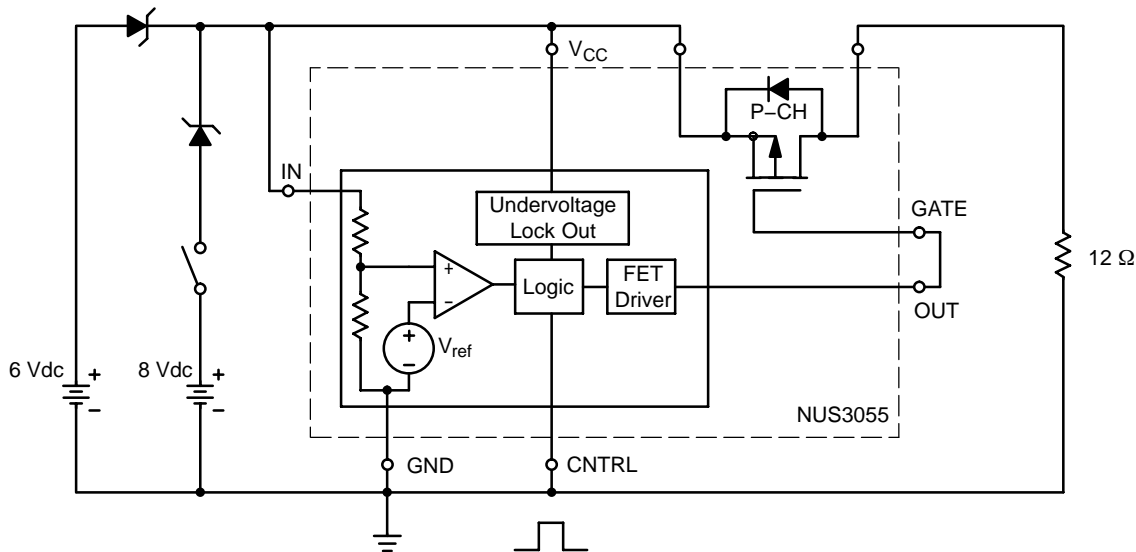 V_CC
P–CH
IN
Undervoltage
Lock Out
GATE
+
−
Logic
FET
Driver
12 Ω
OUT
+
−
V_ref
6 Vdc
+
−
8 Vdc
+
−
NUS3055
GND
CNTRL